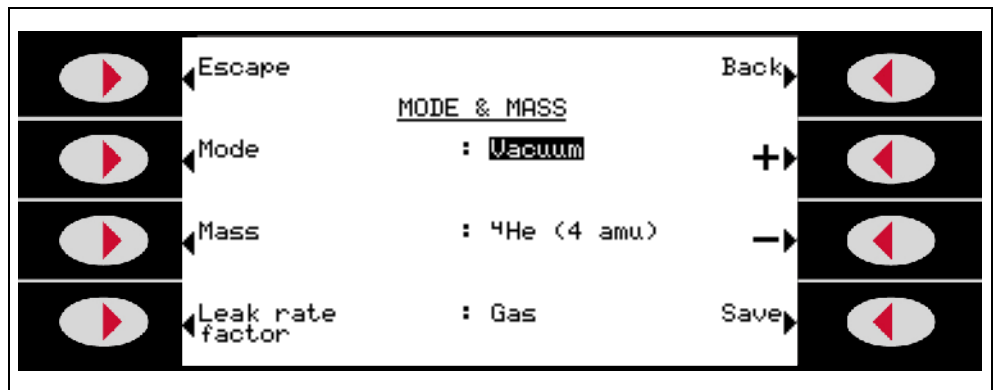 Escape Back
MODE & MASS
Mode : Vacuum +
Mass : ⁴He (4 amu) −
Leak rate : Gas Save
factor